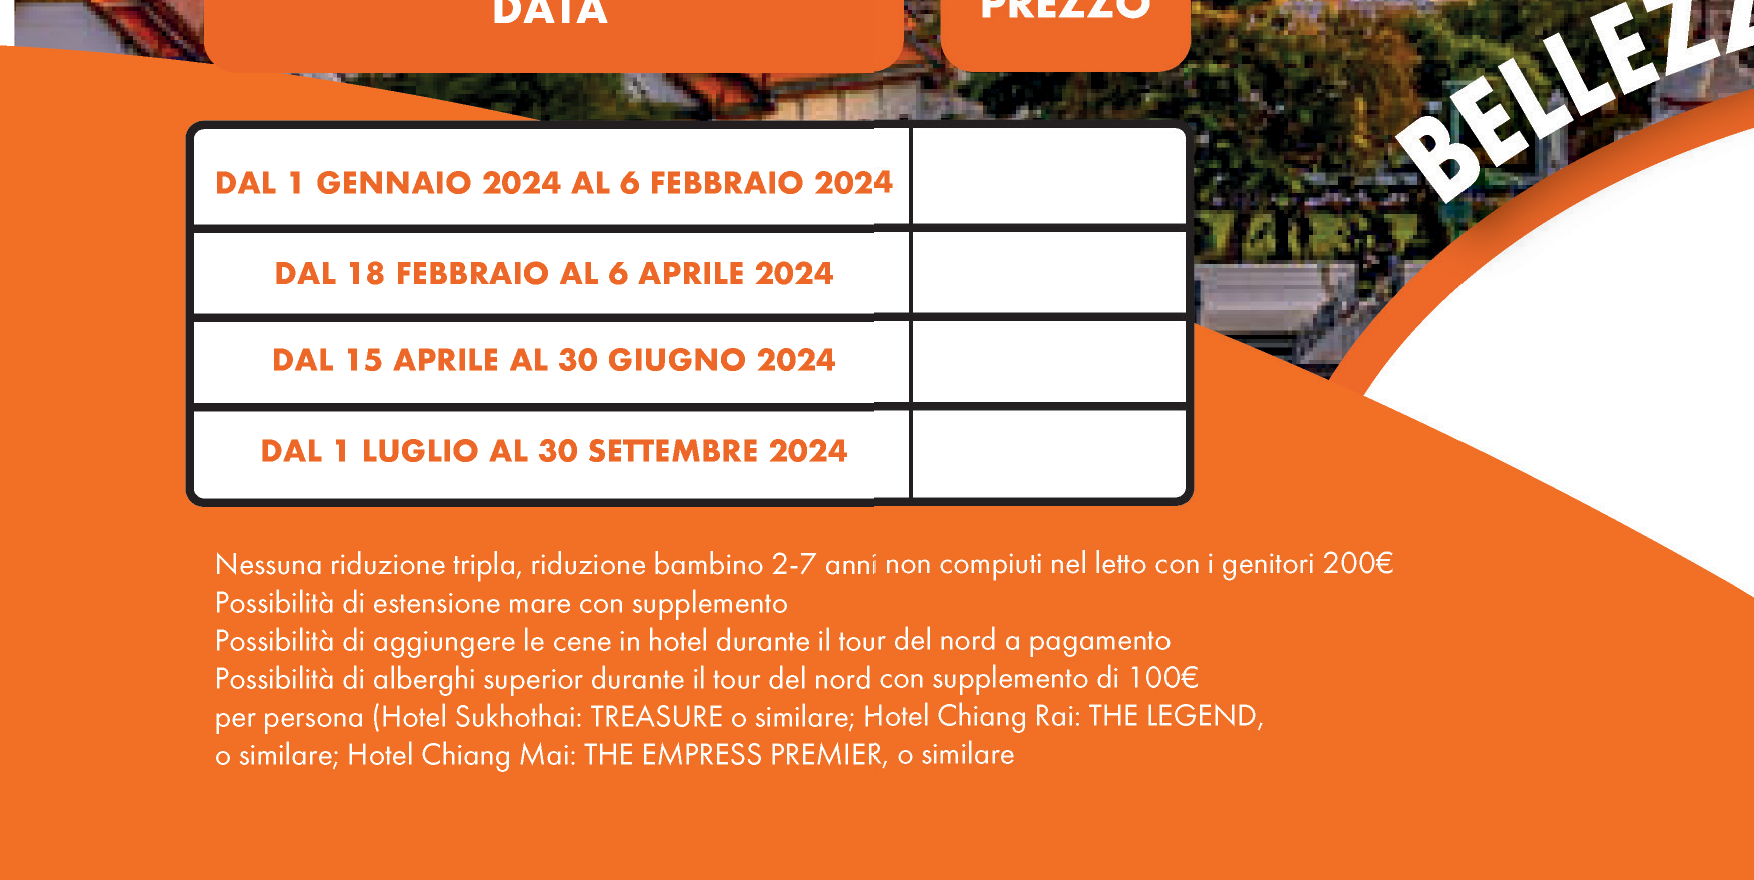 DATA PREZZO
BELLEZZ
DAL 1 GENNAIO 2024 AL 6 FEBBRAIO 2024
DAL 18 FEBBRAIO AL 6 APRILE 2024
DAL 15 APRILE AL 30 GIUGNO 2024
DAL 1 LUGLIO AL 30 SETTEMBRE 2024
Nessuna riduzione tripla, riduzione bambino 2-7 anni non compiuti nel letto con i genitori 200€
Possibilità di estensione mare con supplemento
Possibilità di aggiungere le cene in hotel durante il tour del nord a pagamento
Possibilità di alberghi superior durante il tour del nord con supplemento di 100€
per persona (Hotel Sukhothai: TREASURE o similare; Hotel Chiang Rai: THE LEGEND,
o similare; Hotel Chiang Mai: THE EMPRESS PREMIER, o similare